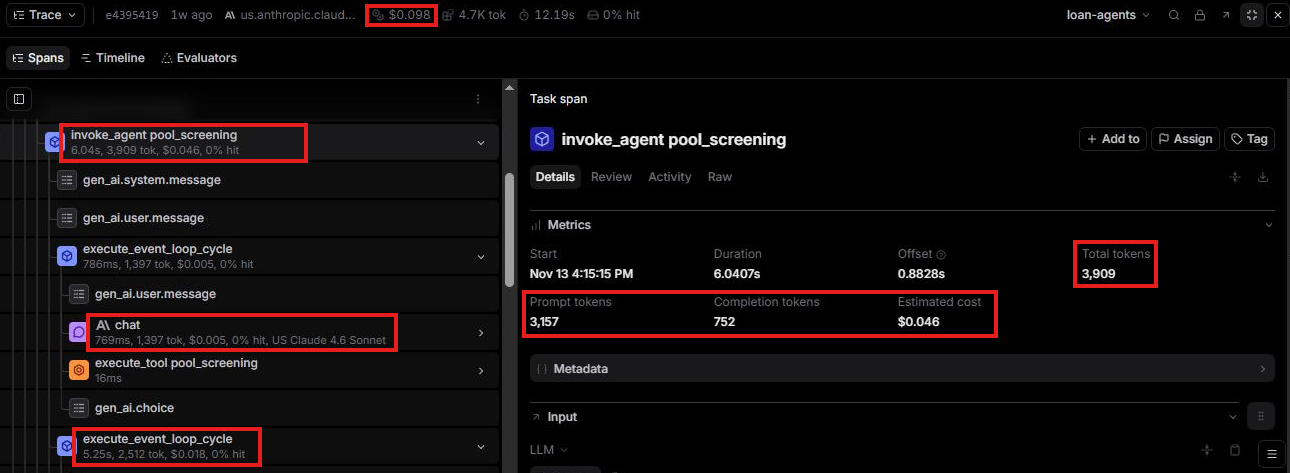 Trace e4395419 1w ago us.anthropic.claud... $0.098 4.7K tok 12.19s 0% hit loan-agents
Spans Timeline Evaluators
invoke_agent pool_screening
6.04s, 3,909 tok, $0.046, 0% hit
gen_ai.system.message
gen_ai.user.message
execute_event_loop_cycle
786ms, 1,397 tok, $0.005, 0% hit
gen_ai.user.message
chat
769ms, 1,397 tok, $0.005, 0% hit, US Claude 4.6 Sonnet
execute_tool pool_screening
16ms
gen_ai.choice
execute_event_loop_cycle
5.25s, 2,512 tok, $0.018, 0% hit
Task span
invoke_agent pool_screening
+ Add to Assign Tag
Details Review Activity Raw
Metrics
Start Duration Offset Total tokens
Nov 13 4:15:15 PM 6.0407s 0.8828s 3,909
Prompt tokens Completion tokens Estimated cost
3,157 752 $0.046
{ } Metadata
Input
LLM